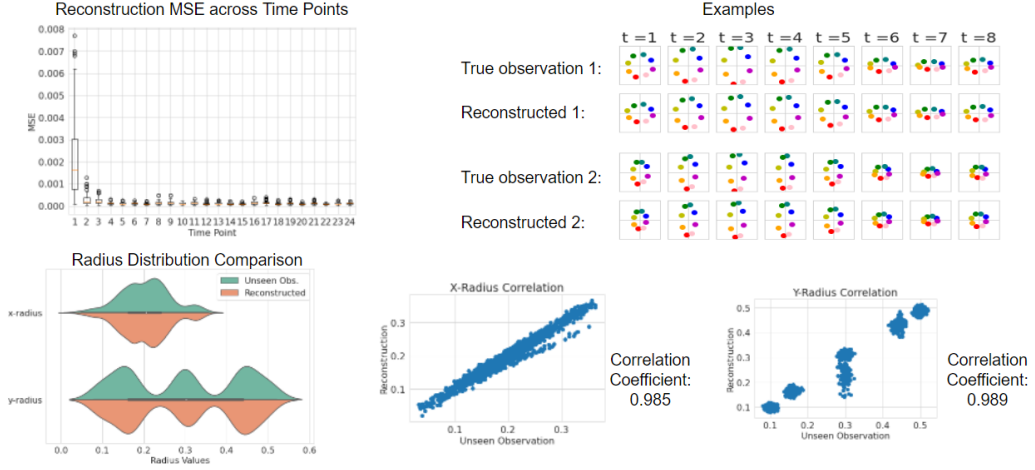 Reconstruction MSE across Time Points
0.008
0.007
0.006
0.005
0.004
0.003
0.002
0.001
0.000
MSE
1 2 3 4 5 6 7 8 9 10 11 12 13 14 15 16 17 18 19 20 21 22 23 24
Time Point
Examples
t =1 t =2 t =3 t =4 t =5 t =6 t =7 t =8
True observation 1:
Reconstructed 1:
True observation 2:
Reconstructed 2:
Radius Distribution Comparison
Unseen Obs.
Reconstructed
x-radius
y-radius
0.0 0.1 0.2 0.3 0.4 0.5 0.6
Radius Values
X-Radius Correlation
Reconstruction
0.3
0.2
0.1
0.1 0.2 0.3
Unseen Observation
Correlation
Coefficient:
0.985
Y-Radius Correlation
Reconstruction
0.5
0.4
0.3
0.2
0.1
0.1 0.2 0.3 0.4 0.5
Unseen Observation
Correlation
Coefficient:
0.989